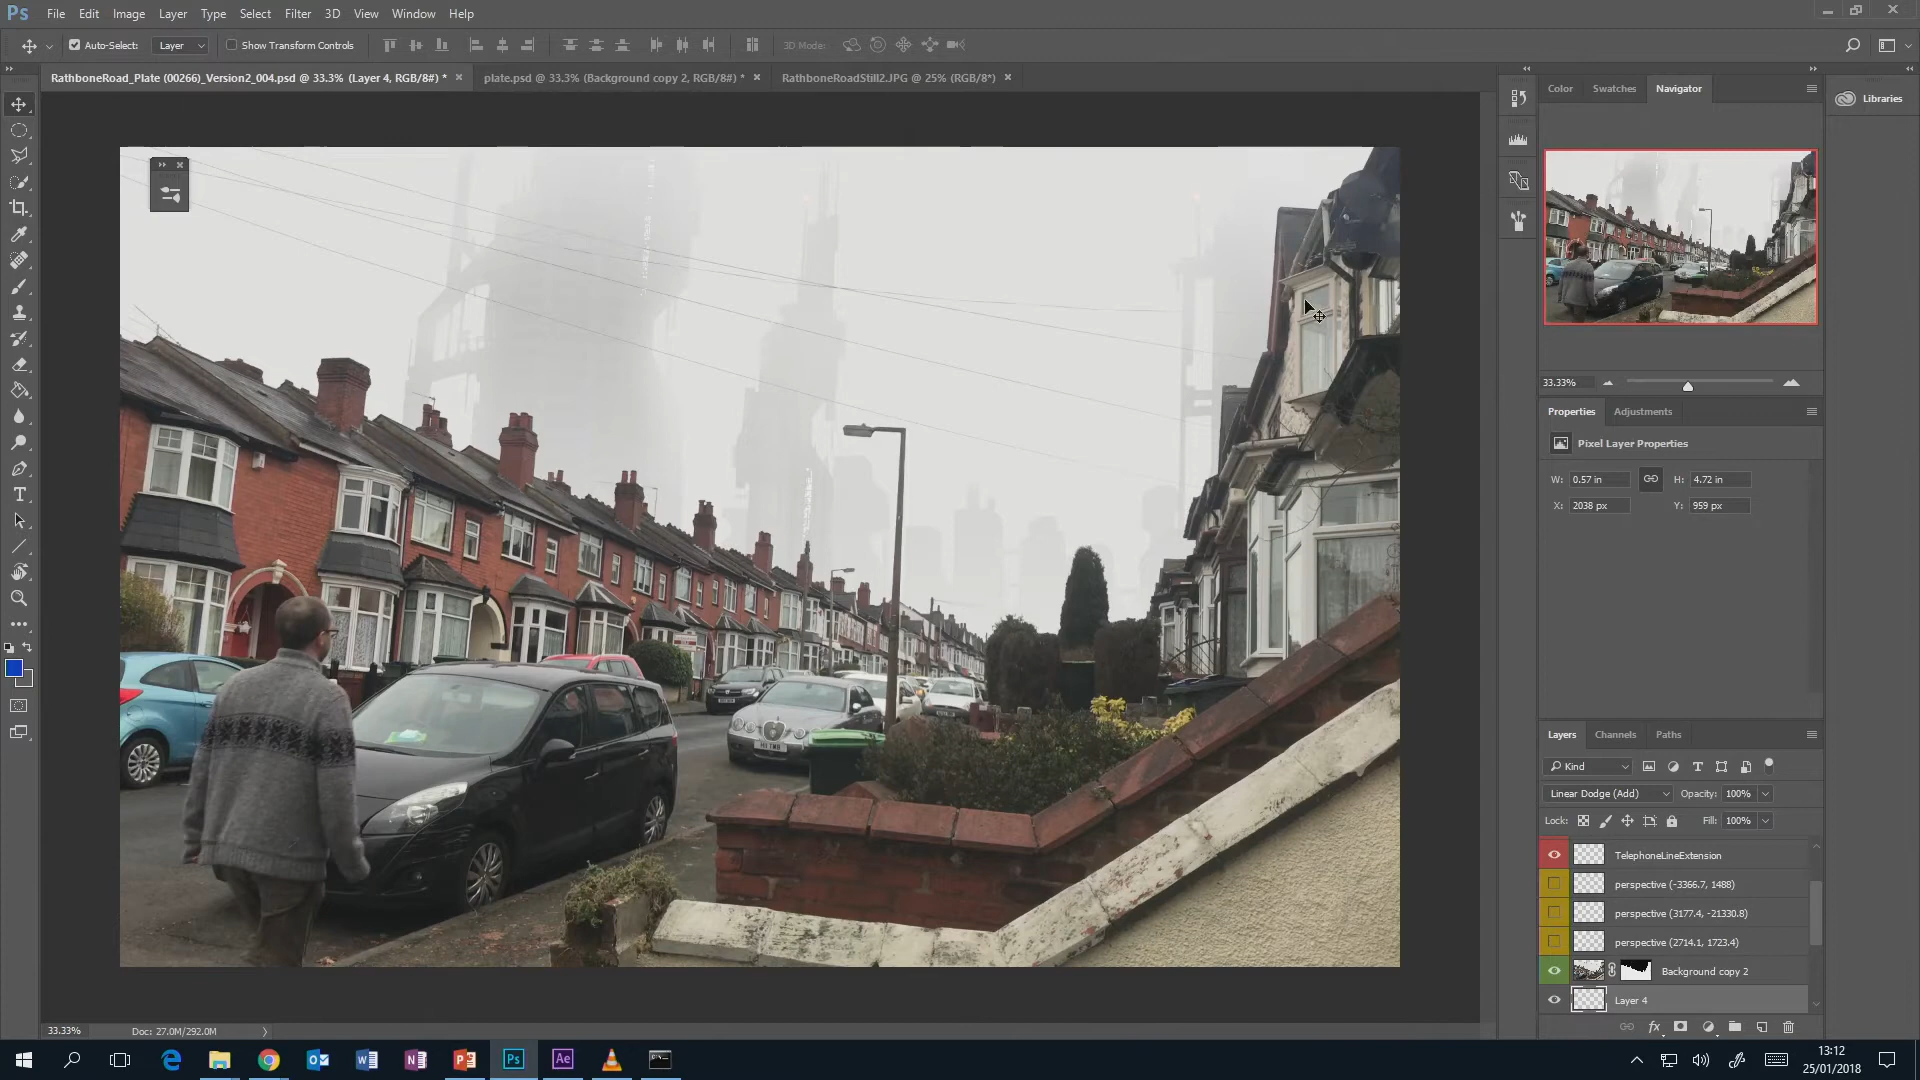 Ps File Edit Image Layer Type Select Filter 3D View Window Help
Auto-Select: Layer Show Transform Controls 3D Mode:
RathboneRoad_Plate (00266)_Version2_004.psd @ 33.3% (Layer 4, RGB/8#) * × plate.psd @ 33.3% (Background copy 2, RGB/8#) * × RathboneRoadStill2.JPG @ 25% (RGB/8*) ×
Color Swatches Navigator
Libraries
33.33%
Properties Adjustments
Pixel Layer Properties
W: 0.57 in H: 4.72 in
X: 2038 px Y: 959 px
Layers Channels Paths
Kind
Linear Dodge (Add) Opacity: 100%
Lock: Fill: 100%
TelephoneLineExtension
perspective (-3366.7, 1488)
perspective (3177.4, -21330.8)
perspective (2714.1, 1723.4)
Background copy 2
Layer 4
fx
33.33% Doc: 27.0M/292.0M
Ps Ae
13:12
25/01/2018